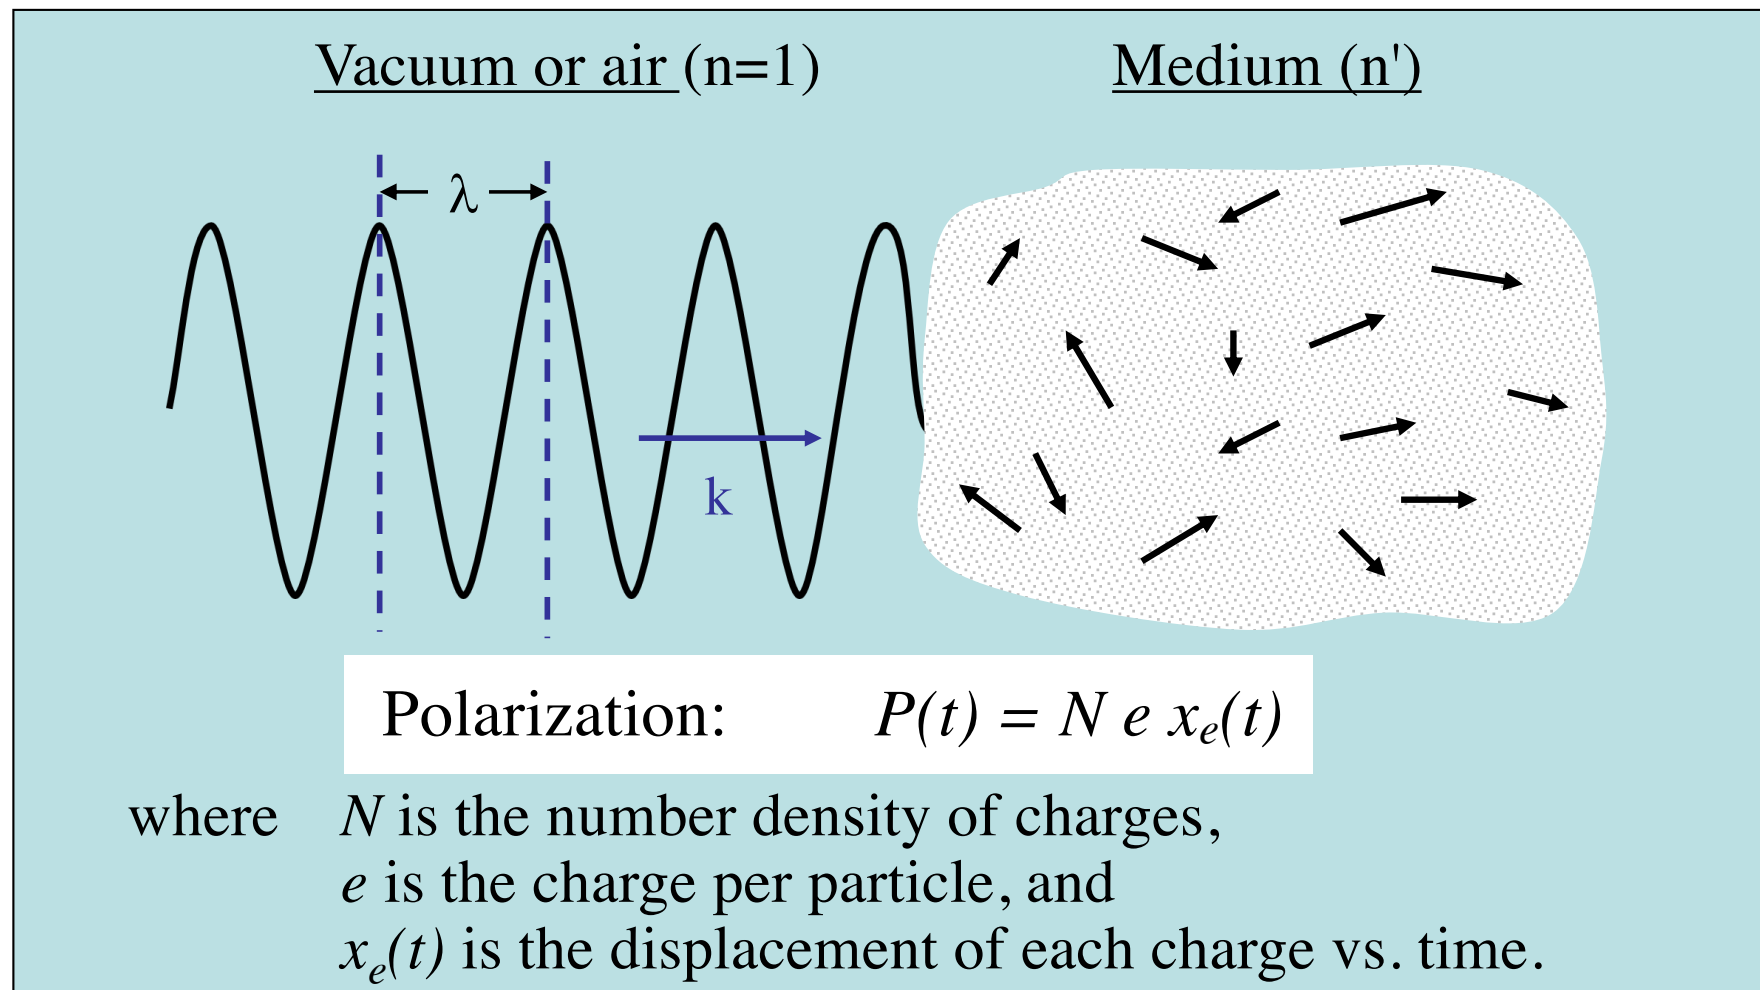 Vacuum or air (n=1)
Medium (n')
λ
k
Polarization: P(t) = N e xₑ(t)
where N is the number density of charges,
e is the charge per particle, and
xₑ(t) is the displacement of each charge vs. time.